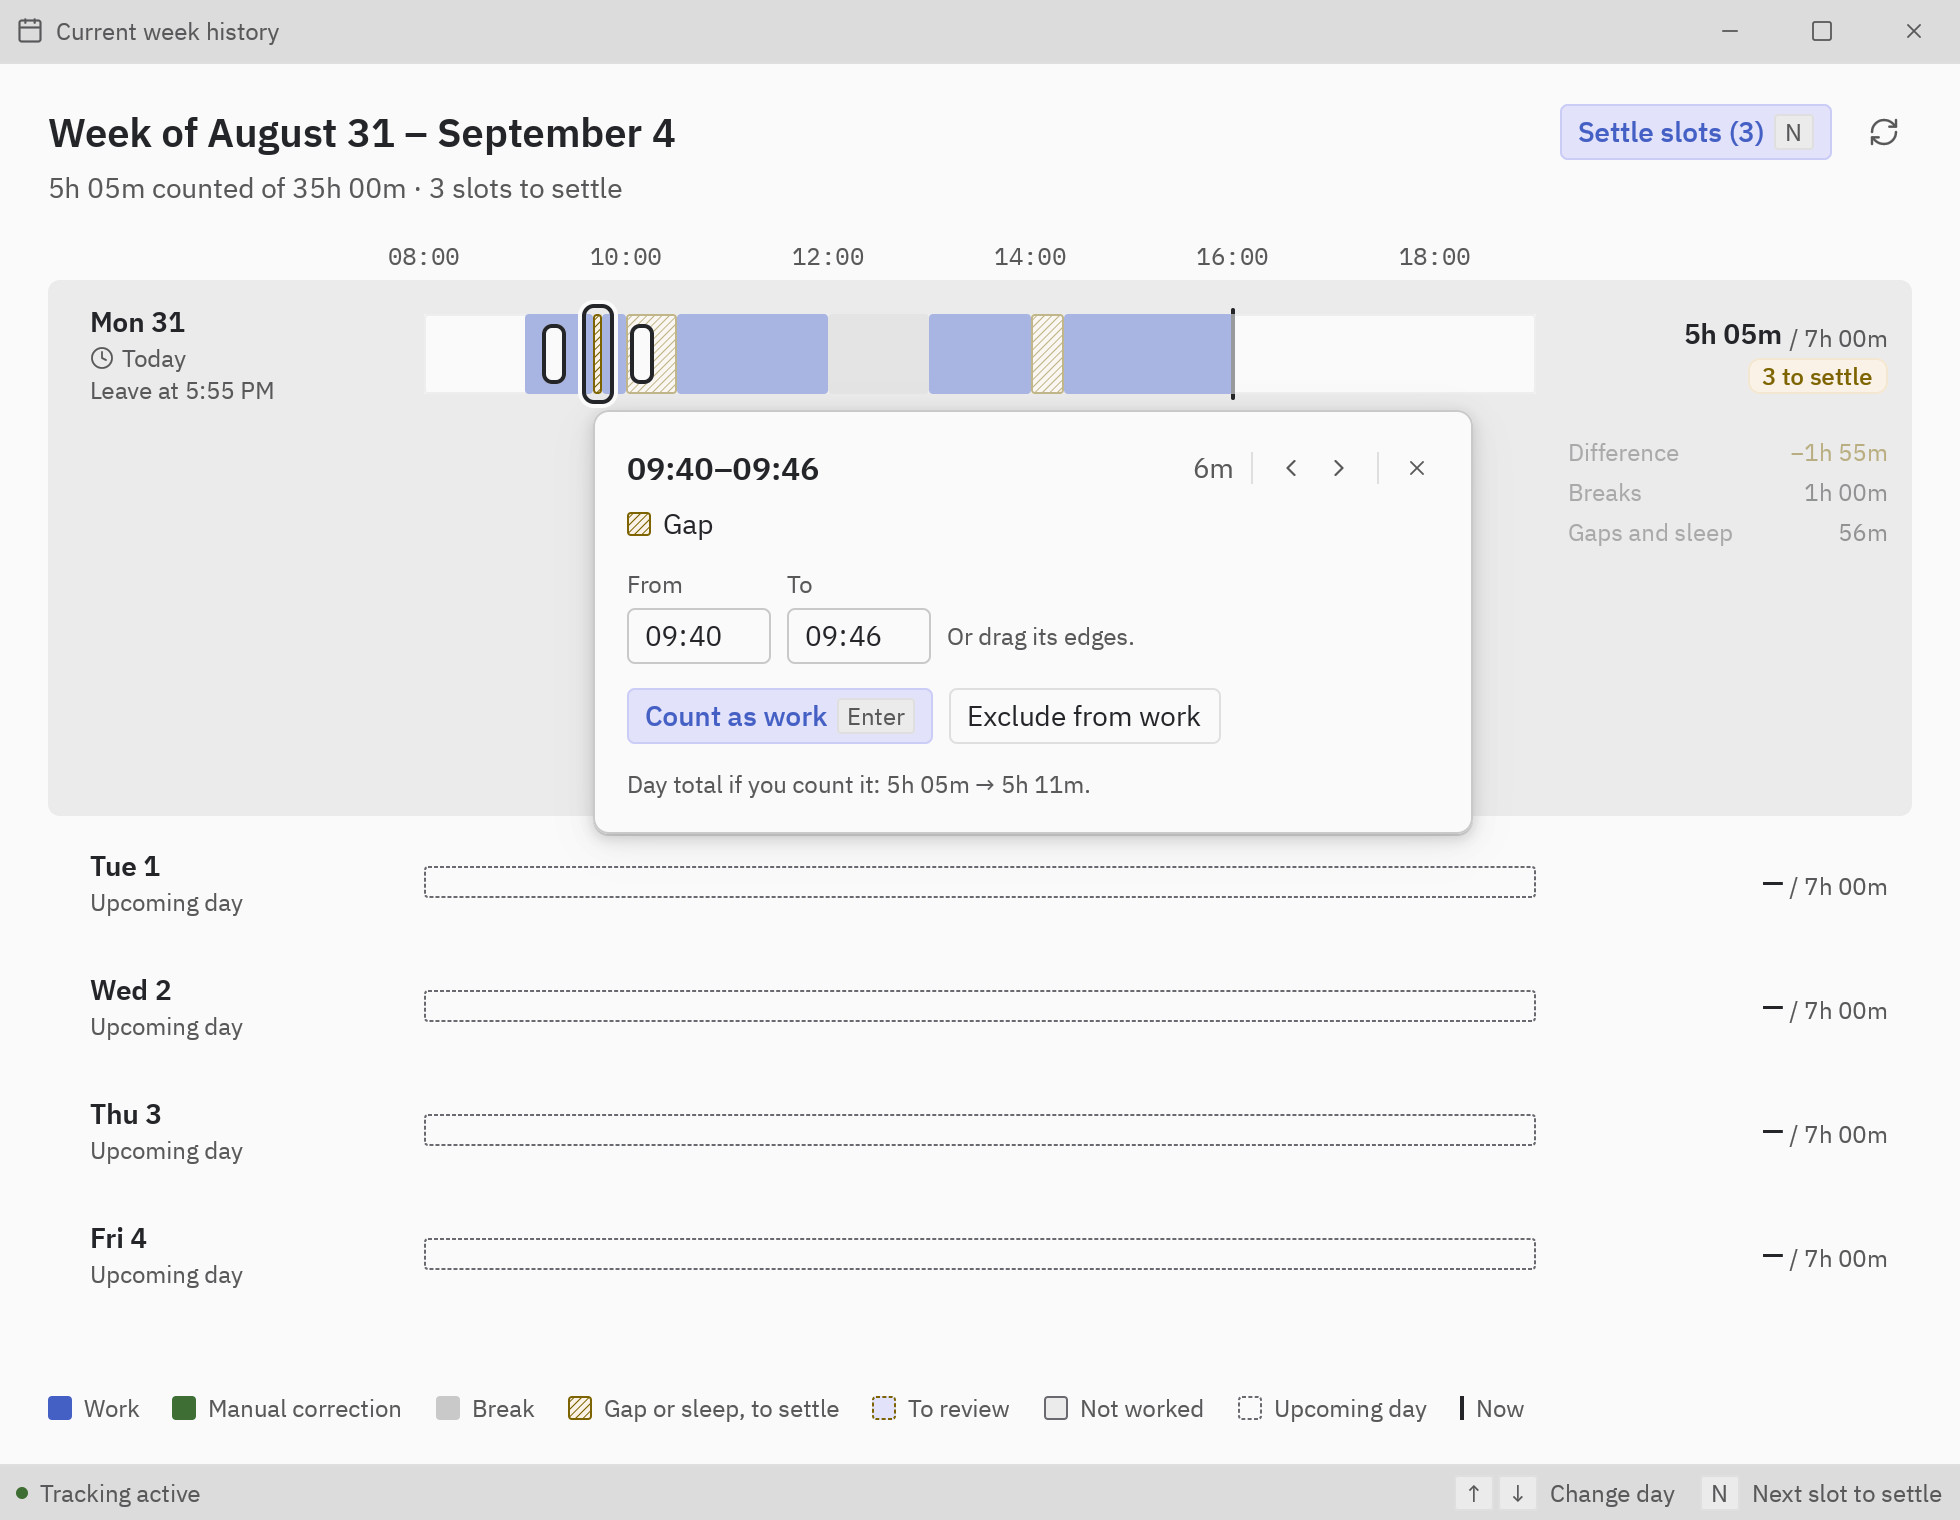 Current week history
Week of August 31 – September 4
Settle slots (3) N
5h 05m counted of 35h 00m · 3 slots to settle
08:00 10:00 12:00 14:00 16:00 18:00
Mon 31
Today
Leave at 5:55 PM
5h 05m / 7h 00m
3 to settle
Difference −1h 55m
Breaks 1h 00m
Gaps and sleep 56m
09:40–09:46 6m
Gap
From To
09:40 09:46 Or drag its edges.
Count as work Enter Exclude from work
Day total if you count it: 5h 05m → 5h 11m.
Tue 1
Upcoming day
— / 7h 00m
Wed 2
Upcoming day
— / 7h 00m
Thu 3
Upcoming day
— / 7h 00m
Fri 4
Upcoming day
— / 7h 00m
Work Manual correction Break Gap or sleep, to settle To review Not worked Upcoming day Now
Tracking active
↑ ↓ Change day N Next slot to settle